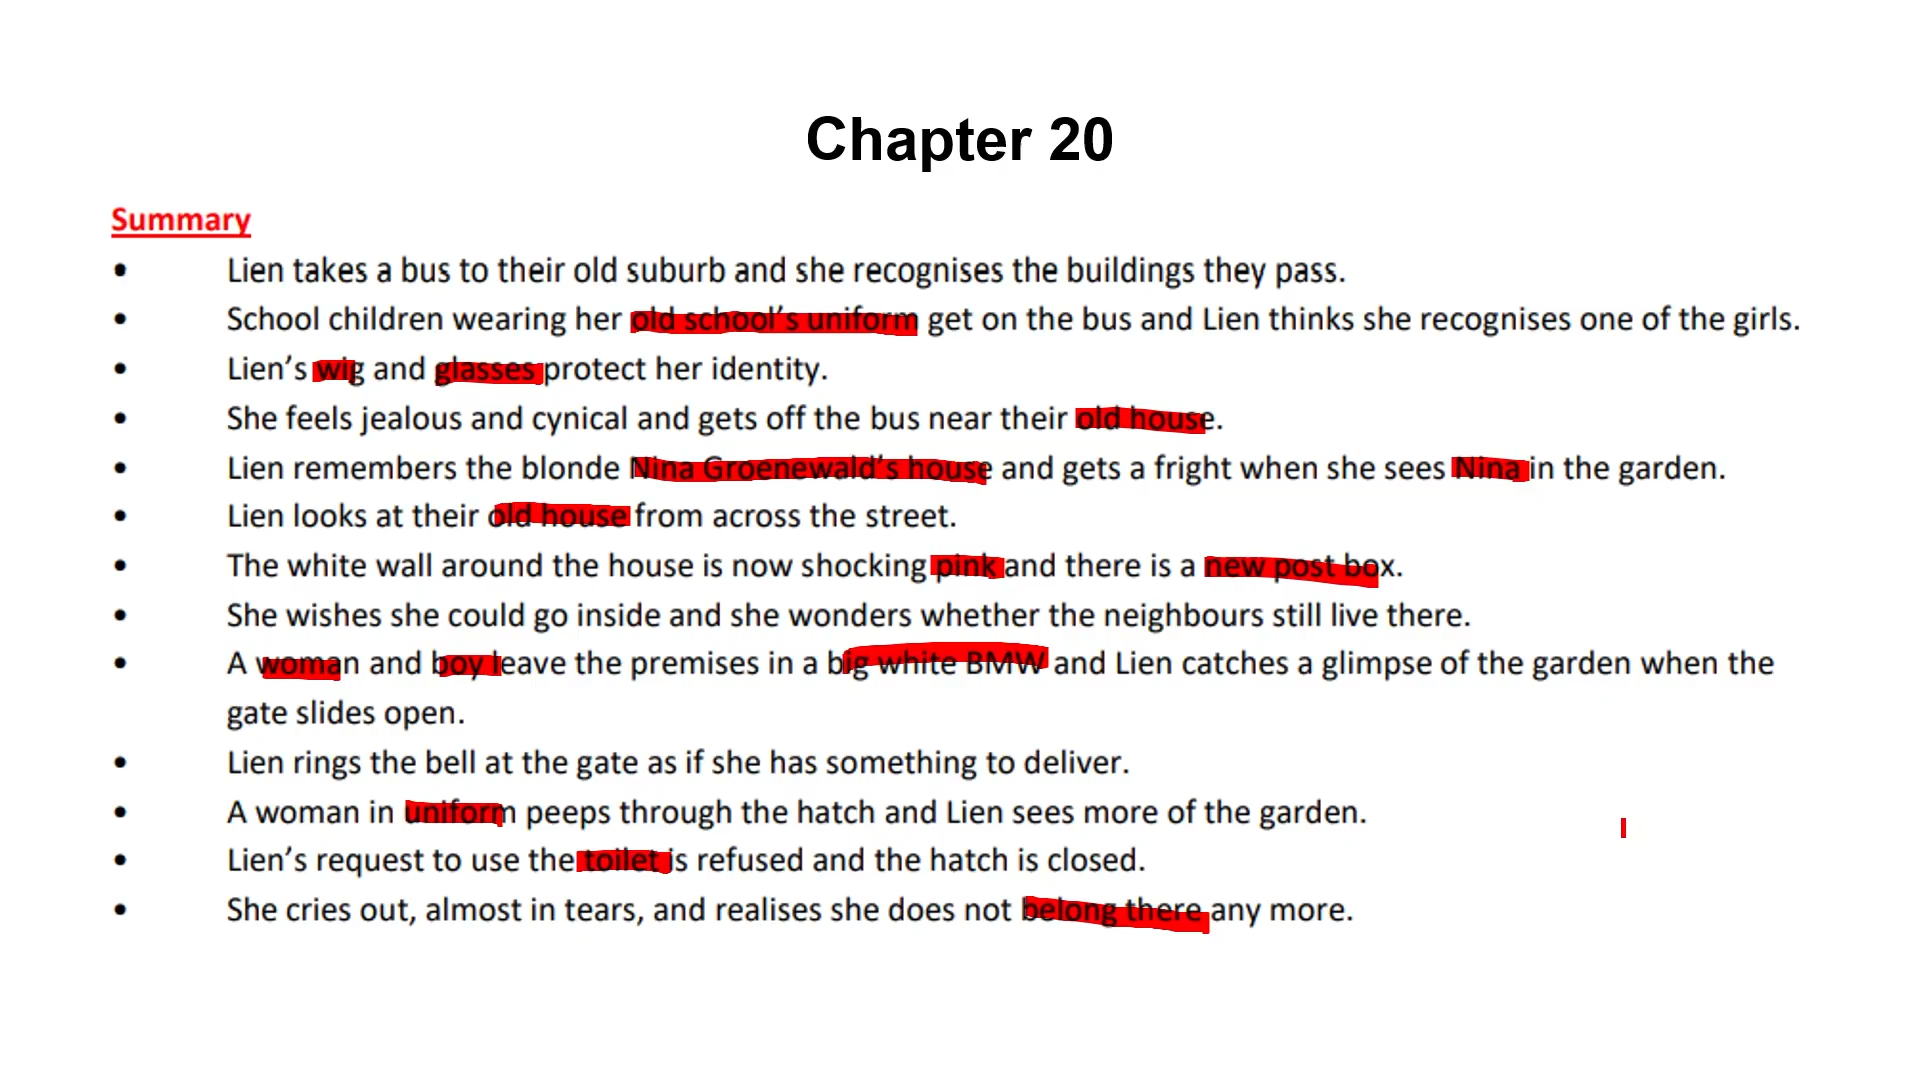 Chapter 20
Summary
• Lien takes a bus to their old suburb and she recognises the buildings they pass.
• School children wearing her old school’s uniform get on the bus and Lien thinks she recognises one of the girls.
• Lien’s wig and glasses protect her identity.
• She feels jealous and cynical and gets off the bus near their old house.
• Lien remembers the blonde Nina Groenewald’s house and gets a fright when she sees Nina in the garden.
• Lien looks at their old house from across the street.
• The white wall around the house is now shocking pink and there is a new post box.
• She wishes she could go inside and she wonders whether the neighbours still live there.
• A woman and boy leave the premises in a big white BMW and Lien catches a glimpse of the garden when the
gate slides open.
• Lien rings the bell at the gate as if she has something to deliver.
• A woman in uniform peeps through the hatch and Lien sees more of the garden.
• Lien’s request to use the toilet is refused and the hatch is closed.
• She cries out, almost in tears, and realises she does not belong there any more.